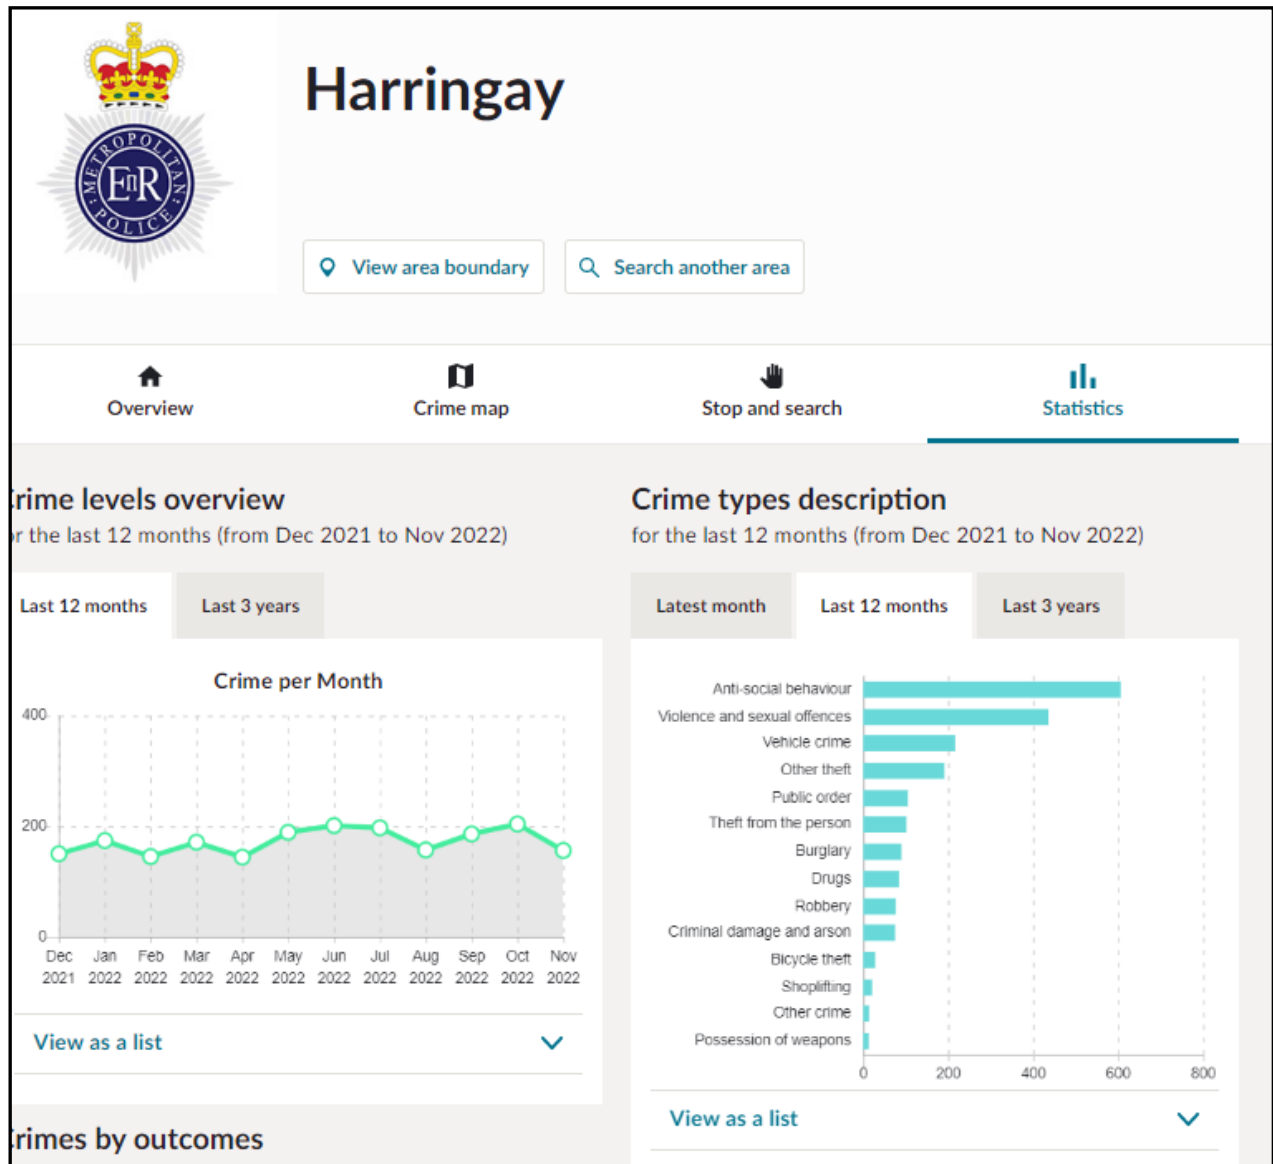 METROPOLITAN
EIIR
POLICE
Harringay
View area boundary
Search another area
Overview
Crime map
Stop and search
Statistics
rime levels overview
r the last 12 months (from Dec 2021 to Nov 2022)
Last 12 months
Last 3 years
Crime per Month
400
200
0
Dec Jan Feb Mar Apr May Jun Jul Aug Sep Oct Nov
2021 2022 2022 2022 2022 2022 2022 2022 2022 2022 2022 2022
View as a list
rimes by outcomes
Crime types description
for the last 12 months (from Dec 2021 to Nov 2022)
Latest month
Last 12 months
Last 3 years
Anti-social behaviour
Violence and sexual offences
Vehicle crime
Other theft
Public order
Theft from the person
Burglary
Drugs
Robbery
Criminal damage and arson
Bicycle theft
Shoplifting
Other crime
Possession of weapons
0 200 400 600 800
View as a list